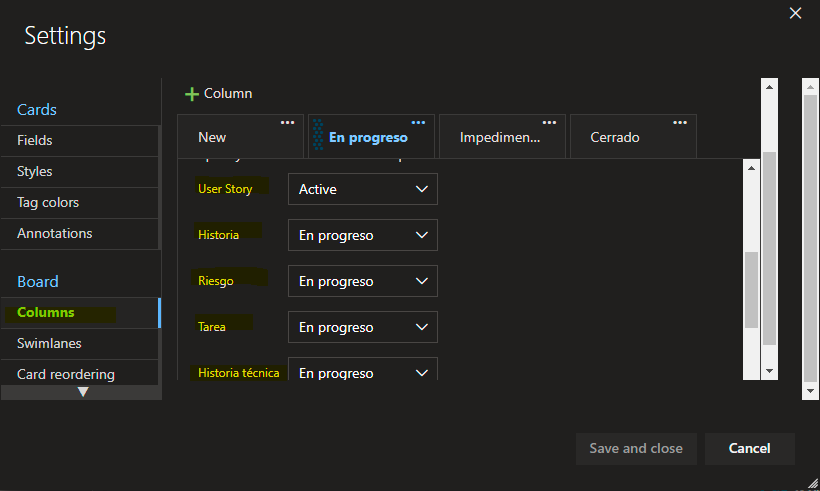 Settings
Cards
Fields
Styles
Tag colors
Annotations
Board
Columns
Swimlanes
Card reordering
Column
New
En progreso
Impedimen...
Cerrado
User Story
Active
Historia
En progreso
Riesgo
En progreso
Tarea
En progreso
Historia técnica
En progreso
Save and close
Cancel